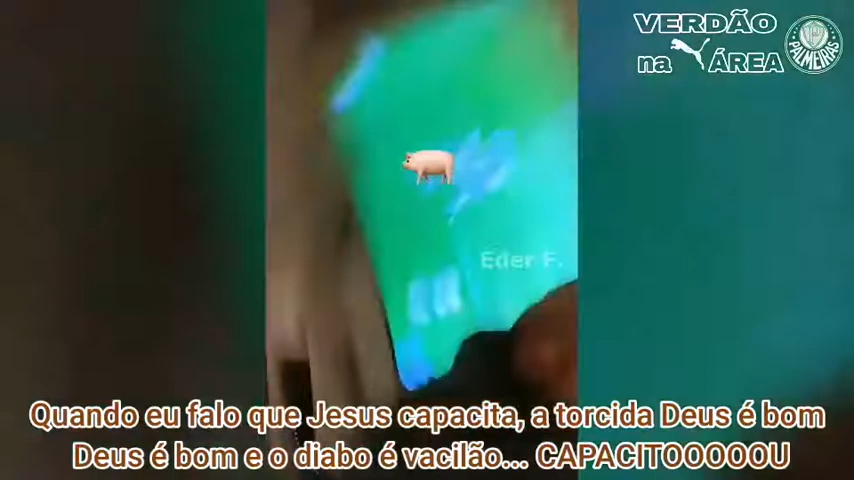 VERDÃO
na ÁREA
PALMEIRAS
Eder F.
Quando eu falo que Jesus capacita, a torcida Deus é bom
Deus é bom e o diabo é vacilão... CAPACITOOOOOU